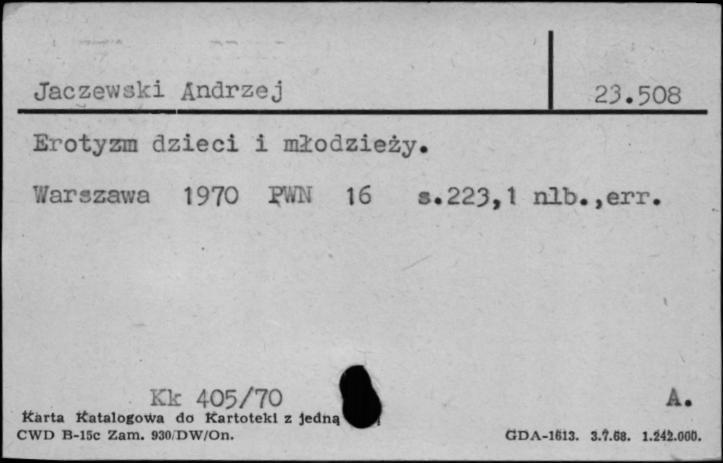 Jaczewski Andrzej 23.508
Erotyzm dzieci i młodzieży.
Warszawa 1970 PWN 16 s.223,1 nlb.,err.
Kk 405/70 A.
Karta Katalogowa do Kartoteki z jedną
CWD B-15c Zam. 930/DW/On. GDA-1613. 3.7.68. 1.242.000.